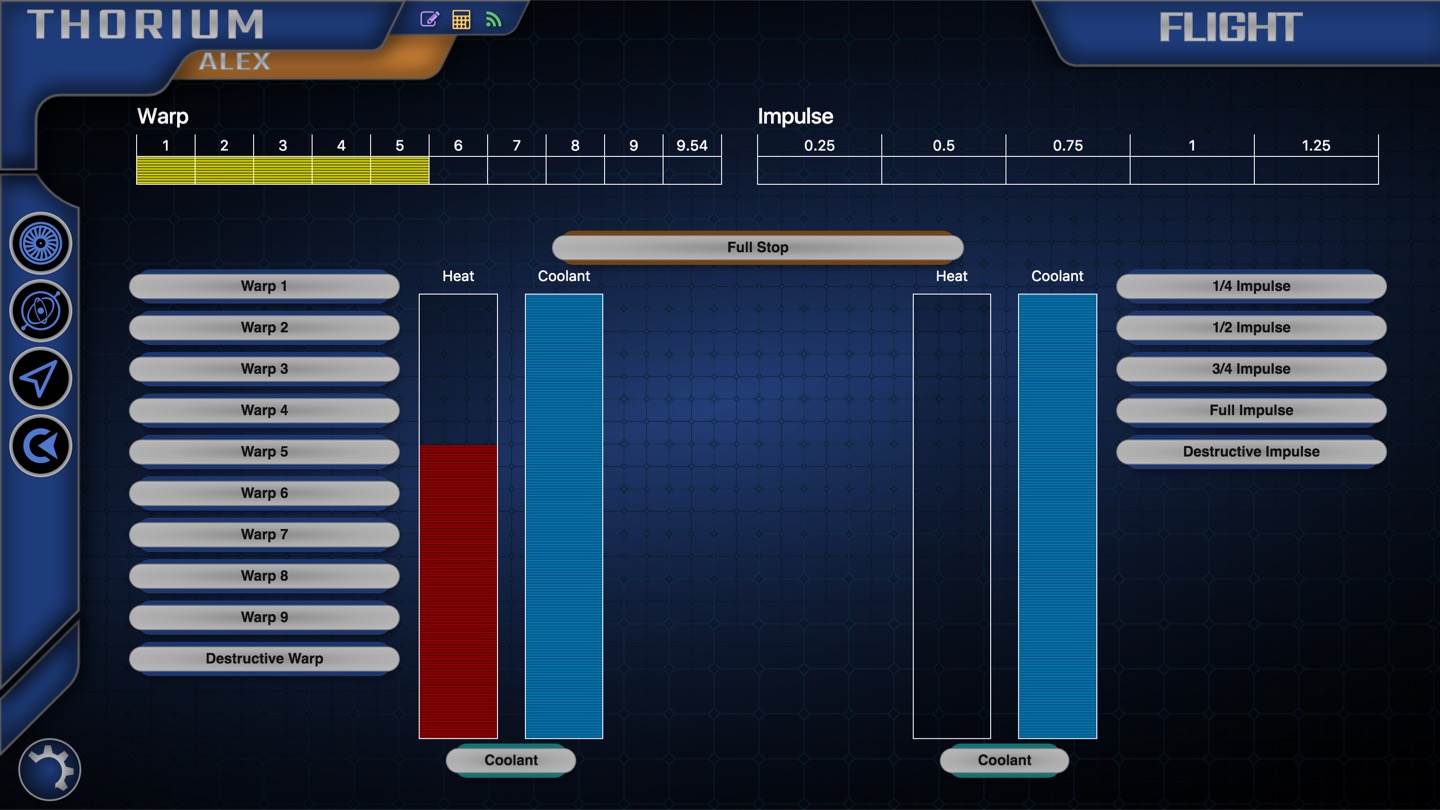 THORIUM
ALEX
FLIGHT
Warp
1 2 3 4 5 6 7 8 9 9.54
Impulse
0.25 0.5 0.75 1 1.25
Full Stop
Warp 1
Warp 2
Warp 3
Warp 4
Warp 5
Warp 6
Warp 7
Warp 8
Warp 9
Destructive Warp
Heat Coolant
Coolant
Heat Coolant
Coolant
1/4 Impulse
1/2 Impulse
3/4 Impulse
Full Impulse
Destructive Impulse